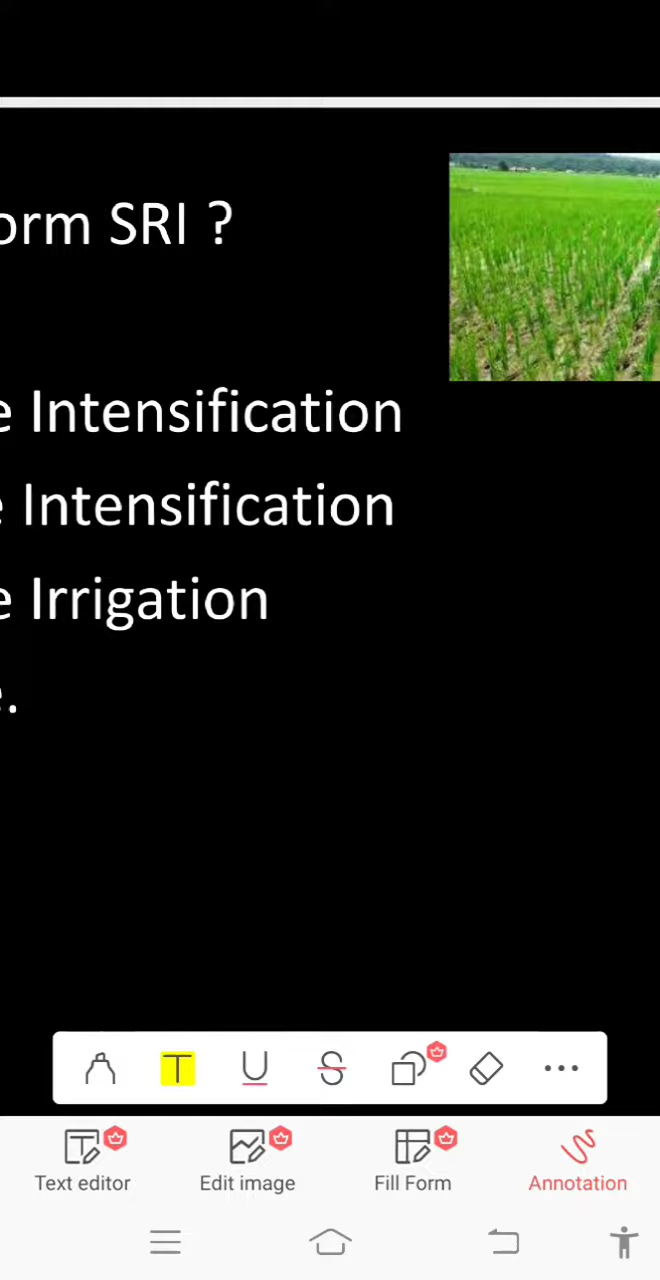 orm SRI ?
e Intensification
e Intensification
e Irrigation
e.
Text editor
Edit image
Fill Form
Annotation